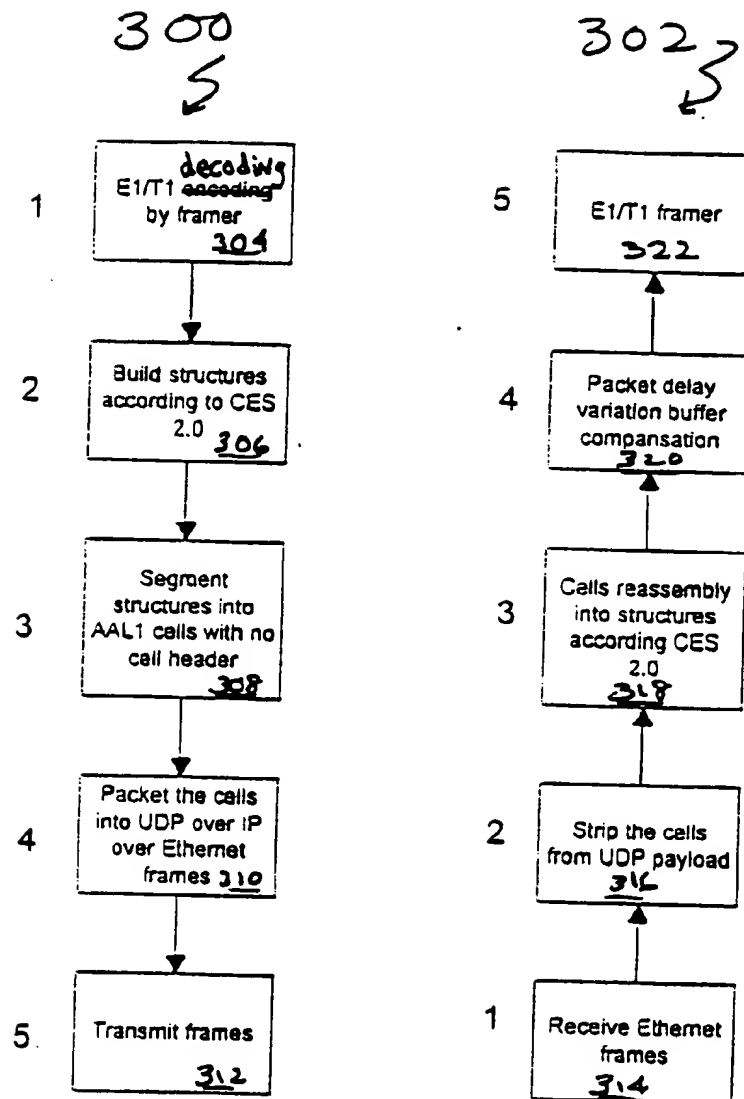 300
decoding
E1/T1 encoding
by framer
304
1
Build structures
according to CES
2.0 306
2
Segment
structures into
AAL1 cells with no
cell header
308
3
Packet the cells
into UDP over IP
over Ethernet
frames 310
4
Transmit frames
312
5.
302
E1/T1 framer
322
5
Packet delay
variation buffer
compansation
320
4
Cells reassembly
into structures
according CES
2.0
318
3
Strip the cells
from UDP payload
316
2
Receive Ethernet
frames
314
1